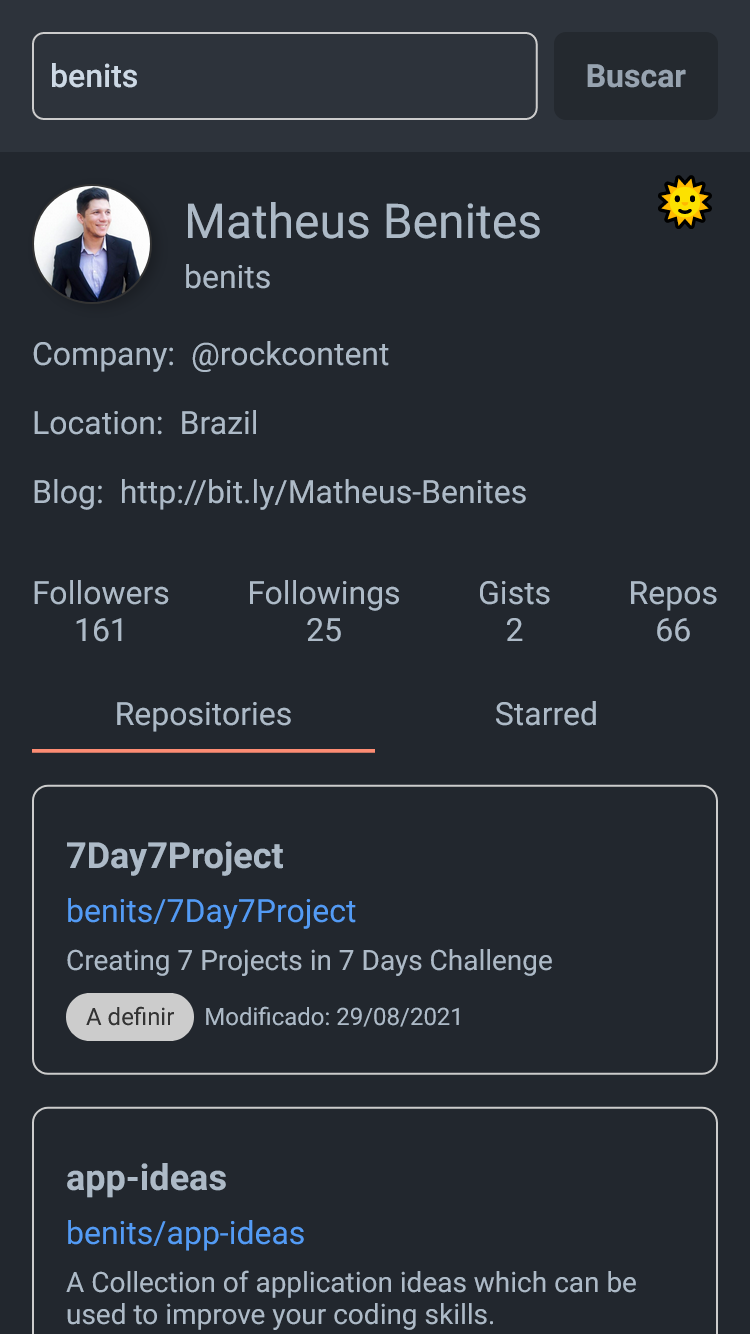 benits Buscar
Matheus Benites
benits
Company: @rockcontent
Location: Brazil
Blog: http://bit.ly/Matheus-Benites
Followers Followings Gists Repos
161 25 2 66
Repositories Starred
7Day7Project
benits/7Day7Project
Creating 7 Projects in 7 Days Challenge
A definir Modificado: 29/08/2021
app-ideas
benits/app-ideas
A Collection of application ideas which can be
used to improve your coding skills.